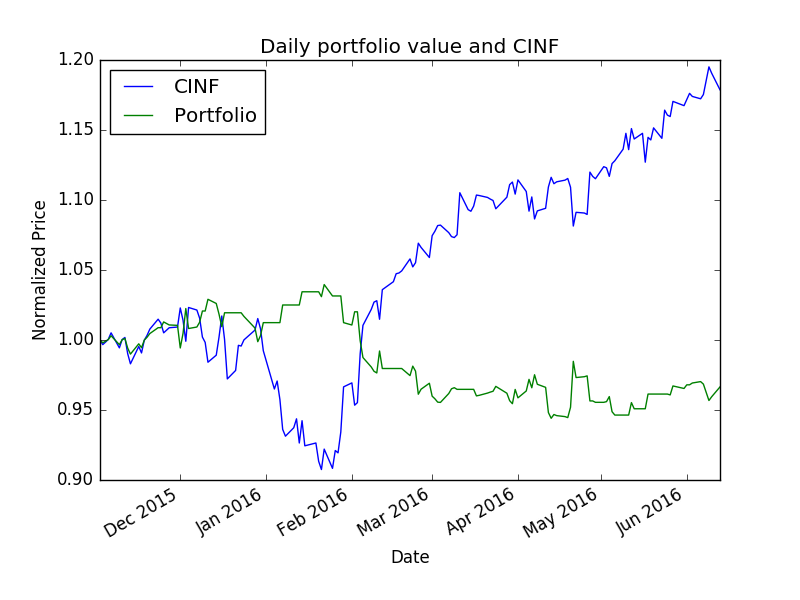 Daily portfolio value and CINF
CINF
Portfolio
1.20
1.15
1.10
1.05
1.00
0.95
0.90
Normalized Price
Dec 2015
Jan 2016
Feb 2016
Mar 2016
Apr 2016
May 2016
Jun 2016
Date